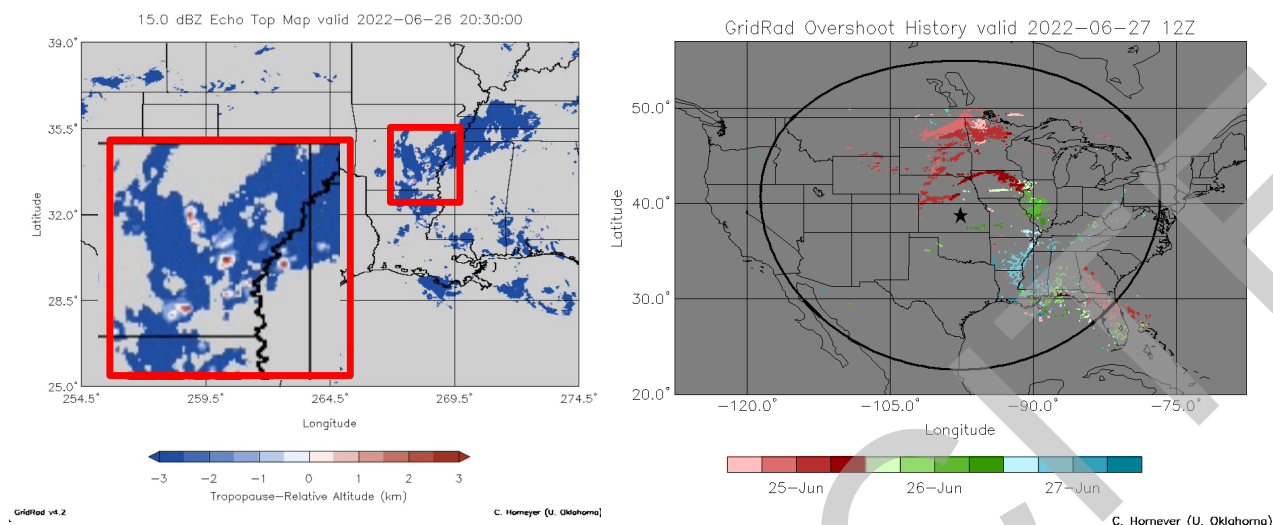 15.0 dBZ Echo Top Map valid 2022-06-26 20:30:00
39.0°
35.5°
32.0°
28.5°
25.0°
Latitude
254.5° 259.5° 264.5° 269.5° 274.5°
Longitude
-3 -2 -1 0 1 2 3
Tropopause-Relative Altitude (km)
GridRad v4.2
C. Homeyer (U. Oklahoma)
GridRad Overshoot History valid 2022-06-27 12Z
50.0°
40.0°
30.0°
20.0°
Latitude
-120.0° -105.0° -90.0° -75.0°
Longitude
25-Jun 26-Jun 27-Jun
C. Homeyer (U. Oklahoma)